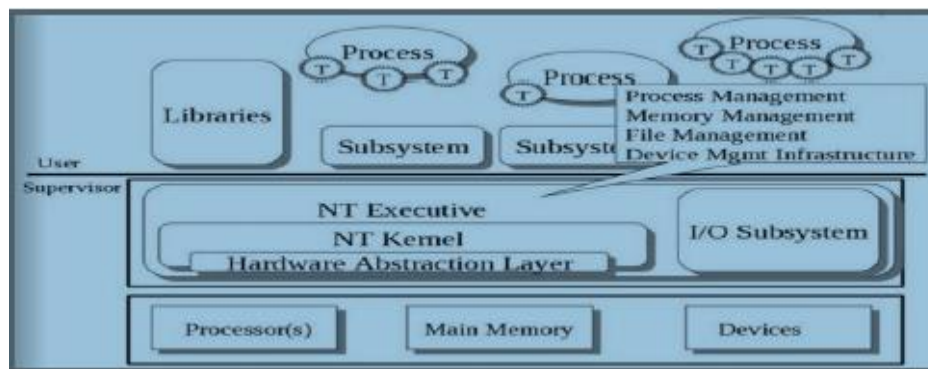 Process
T
T
T
Process
T
Process
T
T
T
T
T
Libraries
Process Management
Memory Management
File Management
Device Mgmt Infrastructure
Subsystem
Subsyste
User
Supervisor
NT Executive
NT Kernel
Hardware Abstraction Layer
I/O Subsystem
Processor(s)
Main Memory
Devices